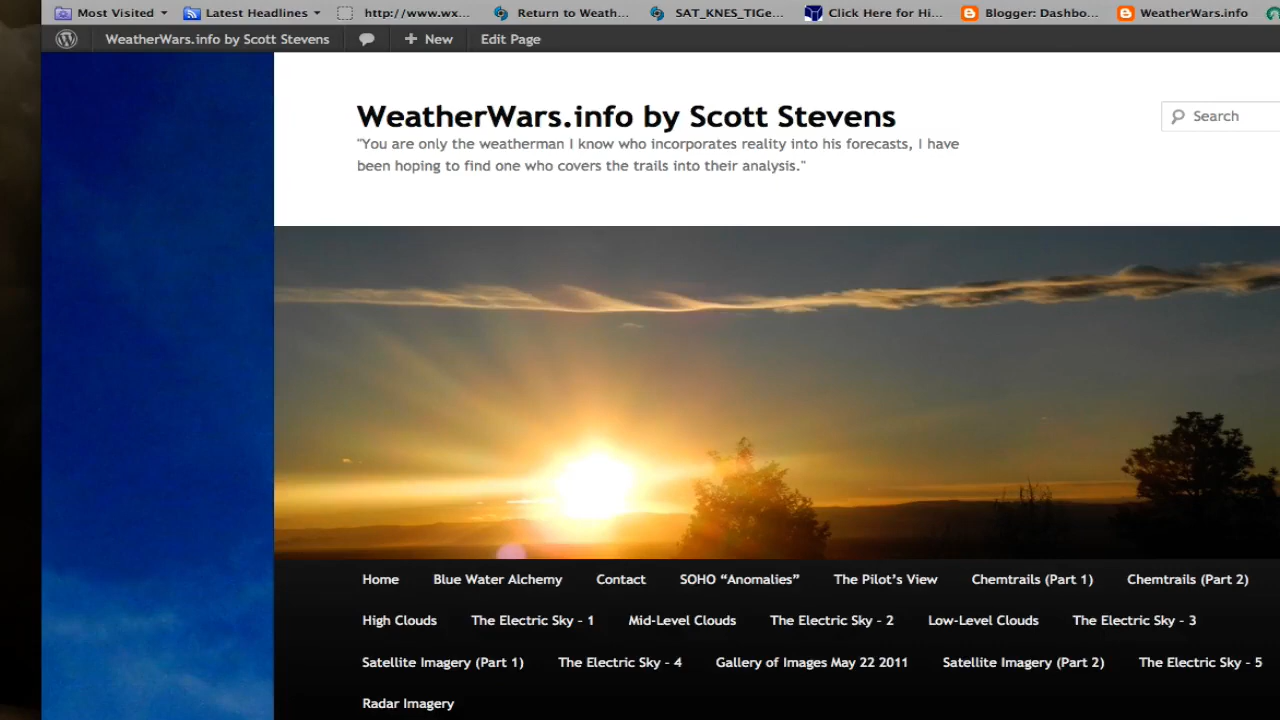 Most Visited Latest Headlines http://www.wx... Return to Weath... SAT_KNES_TIGe... Click Here for Hi... Blogger: Dashbo... WeatherWars.info
WeatherWars.info by Scott Stevens + New Edit Page
WeatherWars.info by Scott Stevens
Search
"You are only the weatherman I know who incorporates reality into his forecasts, I have
been hoping to find one who covers the trails into their analysis."
Home Blue Water Alchemy Contact SOHO “Anomalies” The Pilot’s View Chemtrails (Part 1) Chemtrails (Part 2)
High Clouds The Electric Sky – 1 Mid-Level Clouds The Electric Sky – 2 Low-Level Clouds The Electric Sky – 3
Satellite Imagery (Part 1) The Electric Sky – 4 Gallery of Images May 22 2011 Satellite Imagery (Part 2) The Electric Sky – 5
Radar Imagery